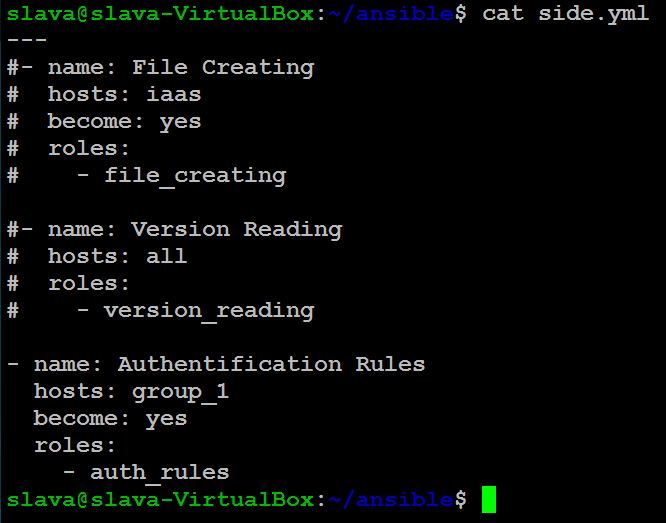 slava@slava-VirtualBox:~/ansible$ cat side.yml
---
#- name: File Creating
#  hosts: iaas
#  become: yes
#  roles:
#    - file_creating

#- name: Version Reading
#  hosts: all
#  roles:
#    - version_reading

- name: Authentification Rules
  hosts: group_1
  become: yes
  roles:
    - auth_rules
slava@slava-VirtualBox:~/ansible$